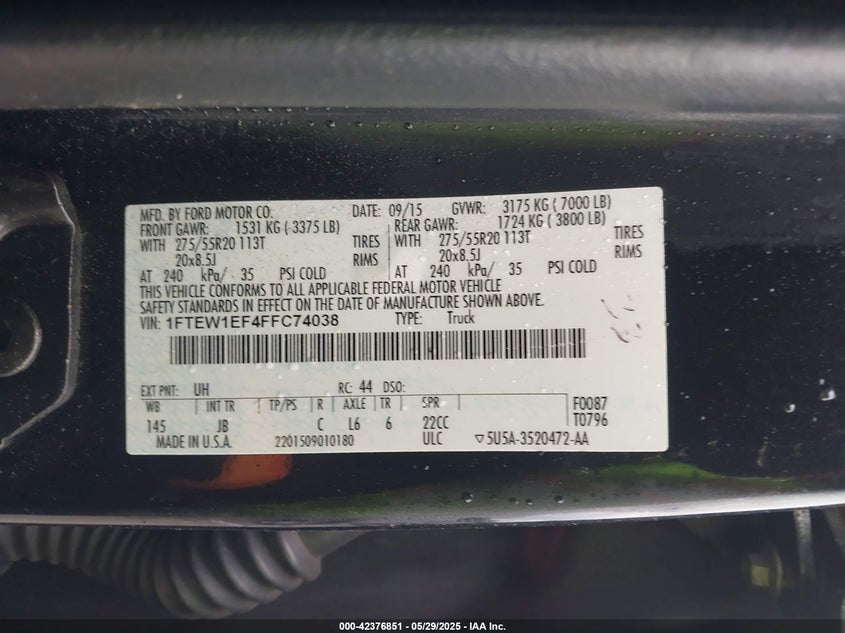 MFD. BY FORD MOTOR CO. DATE: 09/15 GVWR: 3175 KG ( 7000 LB)
FRONT GAWR: 1531 KG ( 3375 LB) REAR GAWR: 1724 KG ( 3800 LB)
WITH 275/55R20 113T TIRES WITH 275/55R20 113T TIRES
20x8.5J RIMS 20x8.5J RIMS
AT 240 kPa/ 35 PSI COLD AT 240 kPa/ 35 PSI COLD
THIS VEHICLE CONFORMS TO ALL APPLICABLE FEDERAL MOTOR VEHICLE
SAFETY STANDARDS IN EFFECT ON THE DATE OF MANUFACTURE SHOWN ABOVE.
VIN: 1FTEW1EF4FFC74038 TYPE: Truck
EXT PNT: UH RC: 44 DSO:
WB INT TR TP/PS R AXLE TR SPR F0087
145 JB C L6 6 22CC T0796
MADE IN U.S.A. 2201509010180 ULC ▽5U5A-3520472-AA
000-42376851 / 05/29/2025 - IAA Inc.